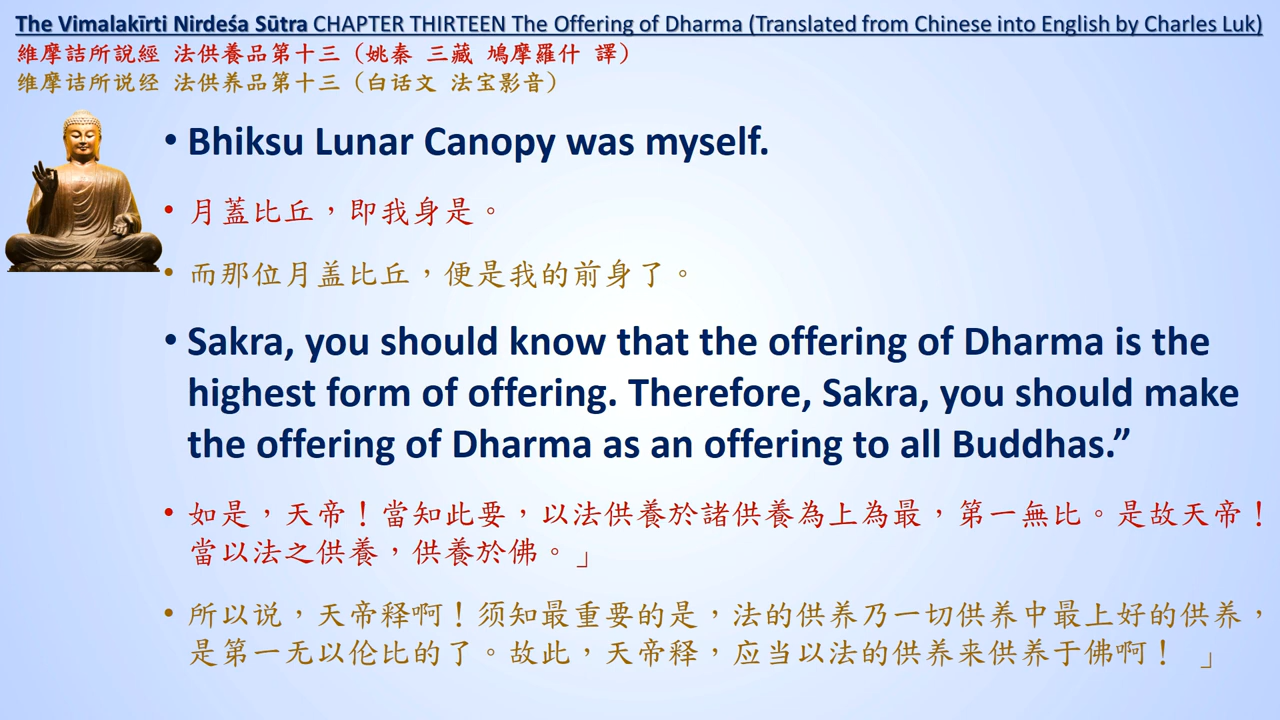 The Vimalakīrti Nirdeśa Sūtra CHAPTER THIRTEEN The Offering of Dharma (Translated from Chinese into English by Charles Luk)
維摩詰所說經 法供養品第十三（姚秦 三藏 鳩摩羅什 譯）
维摩诘所说经 法供养品第十三（白话文 法宝影音）
• Bhiksu Lunar Canopy was myself.
• 月蓋比丘，即我身是。
• 而那位月盖比丘，便是我的前身了。
• Sakra, you should know that the offering of Dharma is the
highest form of offering. Therefore, Sakra, you should make
the offering of Dharma as an offering to all Buddhas.”
• 如是，天帝！當知此要，以法供養於諸供養為上為最，第一無比。是故天帝！
當以法之供養，供養於佛。」
• 所以说，天帝释啊！须知最重要的是，法的供养乃一切供养中最上好的供养，
是第一无以伦比的了。故此，天帝释，应当以法的供养来供养于佛啊！ 」